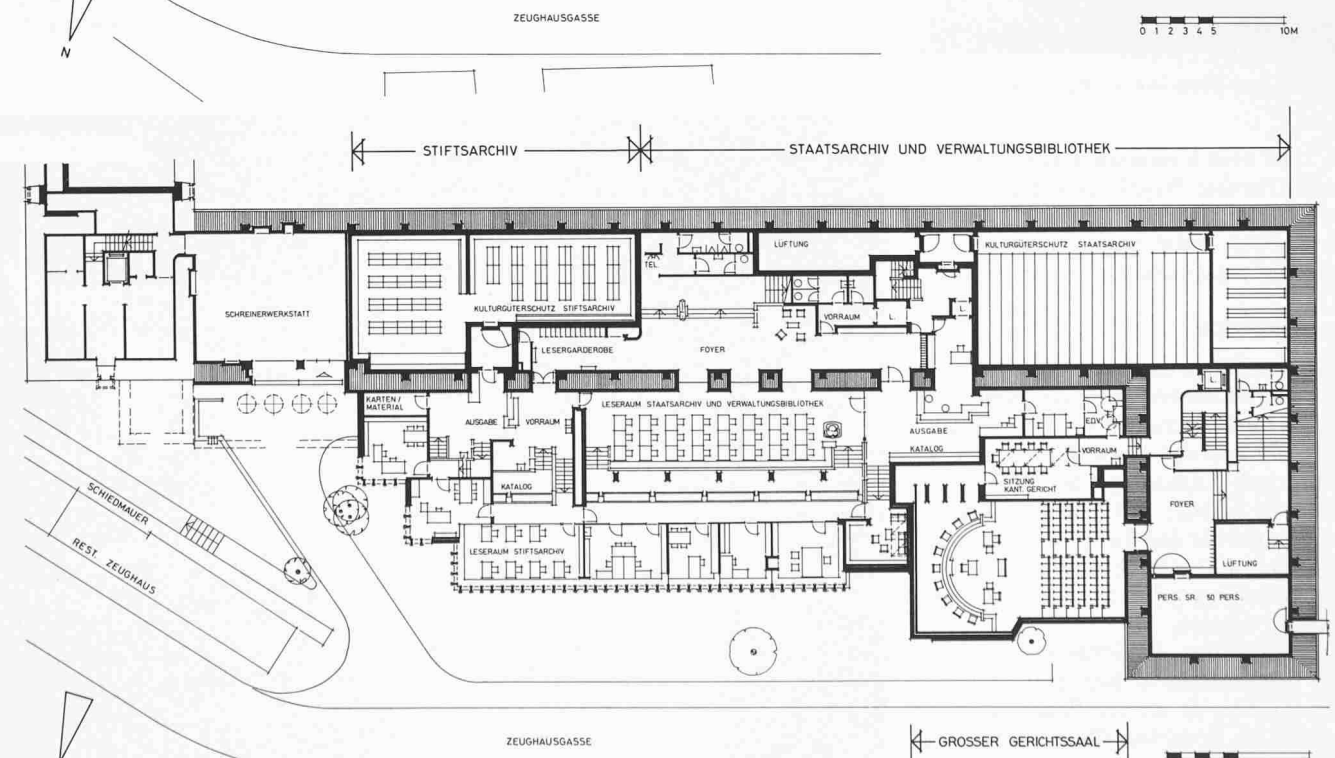 ZEUGHAUSGASSE
N
0 1 2 3 4 5 10M
STIFTSARCHIV
STAATSARCHIV UND VERWALTUNGSBIBLIOTHEK
LÜFTUNG
KULTURGÜTERSCHUTZ STAATSARCHIV
TEL.
SCHREINERWERKSTATT
KULTURGÜTERSCHUTZ STIFTSARCHIV
VORRAUM
L.
L.
LESERGARDEROBE
FOYER
L.
KARTEN /
MATERIAL
LESERAUM STAATSARCHIV UND VERWALTUNGSBIBLIOTHEK
AUSGABE
VORRAUM
EDV
AUSGABE
KATALOG
VORRAUM
KATALOG
SITZUNG
KANT. GERICHT
SCHIEDMAUER
FOYER
REST. ZEUGHAUS
LESERAUM STIFTSARCHIV
LÜFTUNG
PERS. SR. 50 PERS.
ZEUGHAUSGASSE
GROSSER GERICHTSSAAL